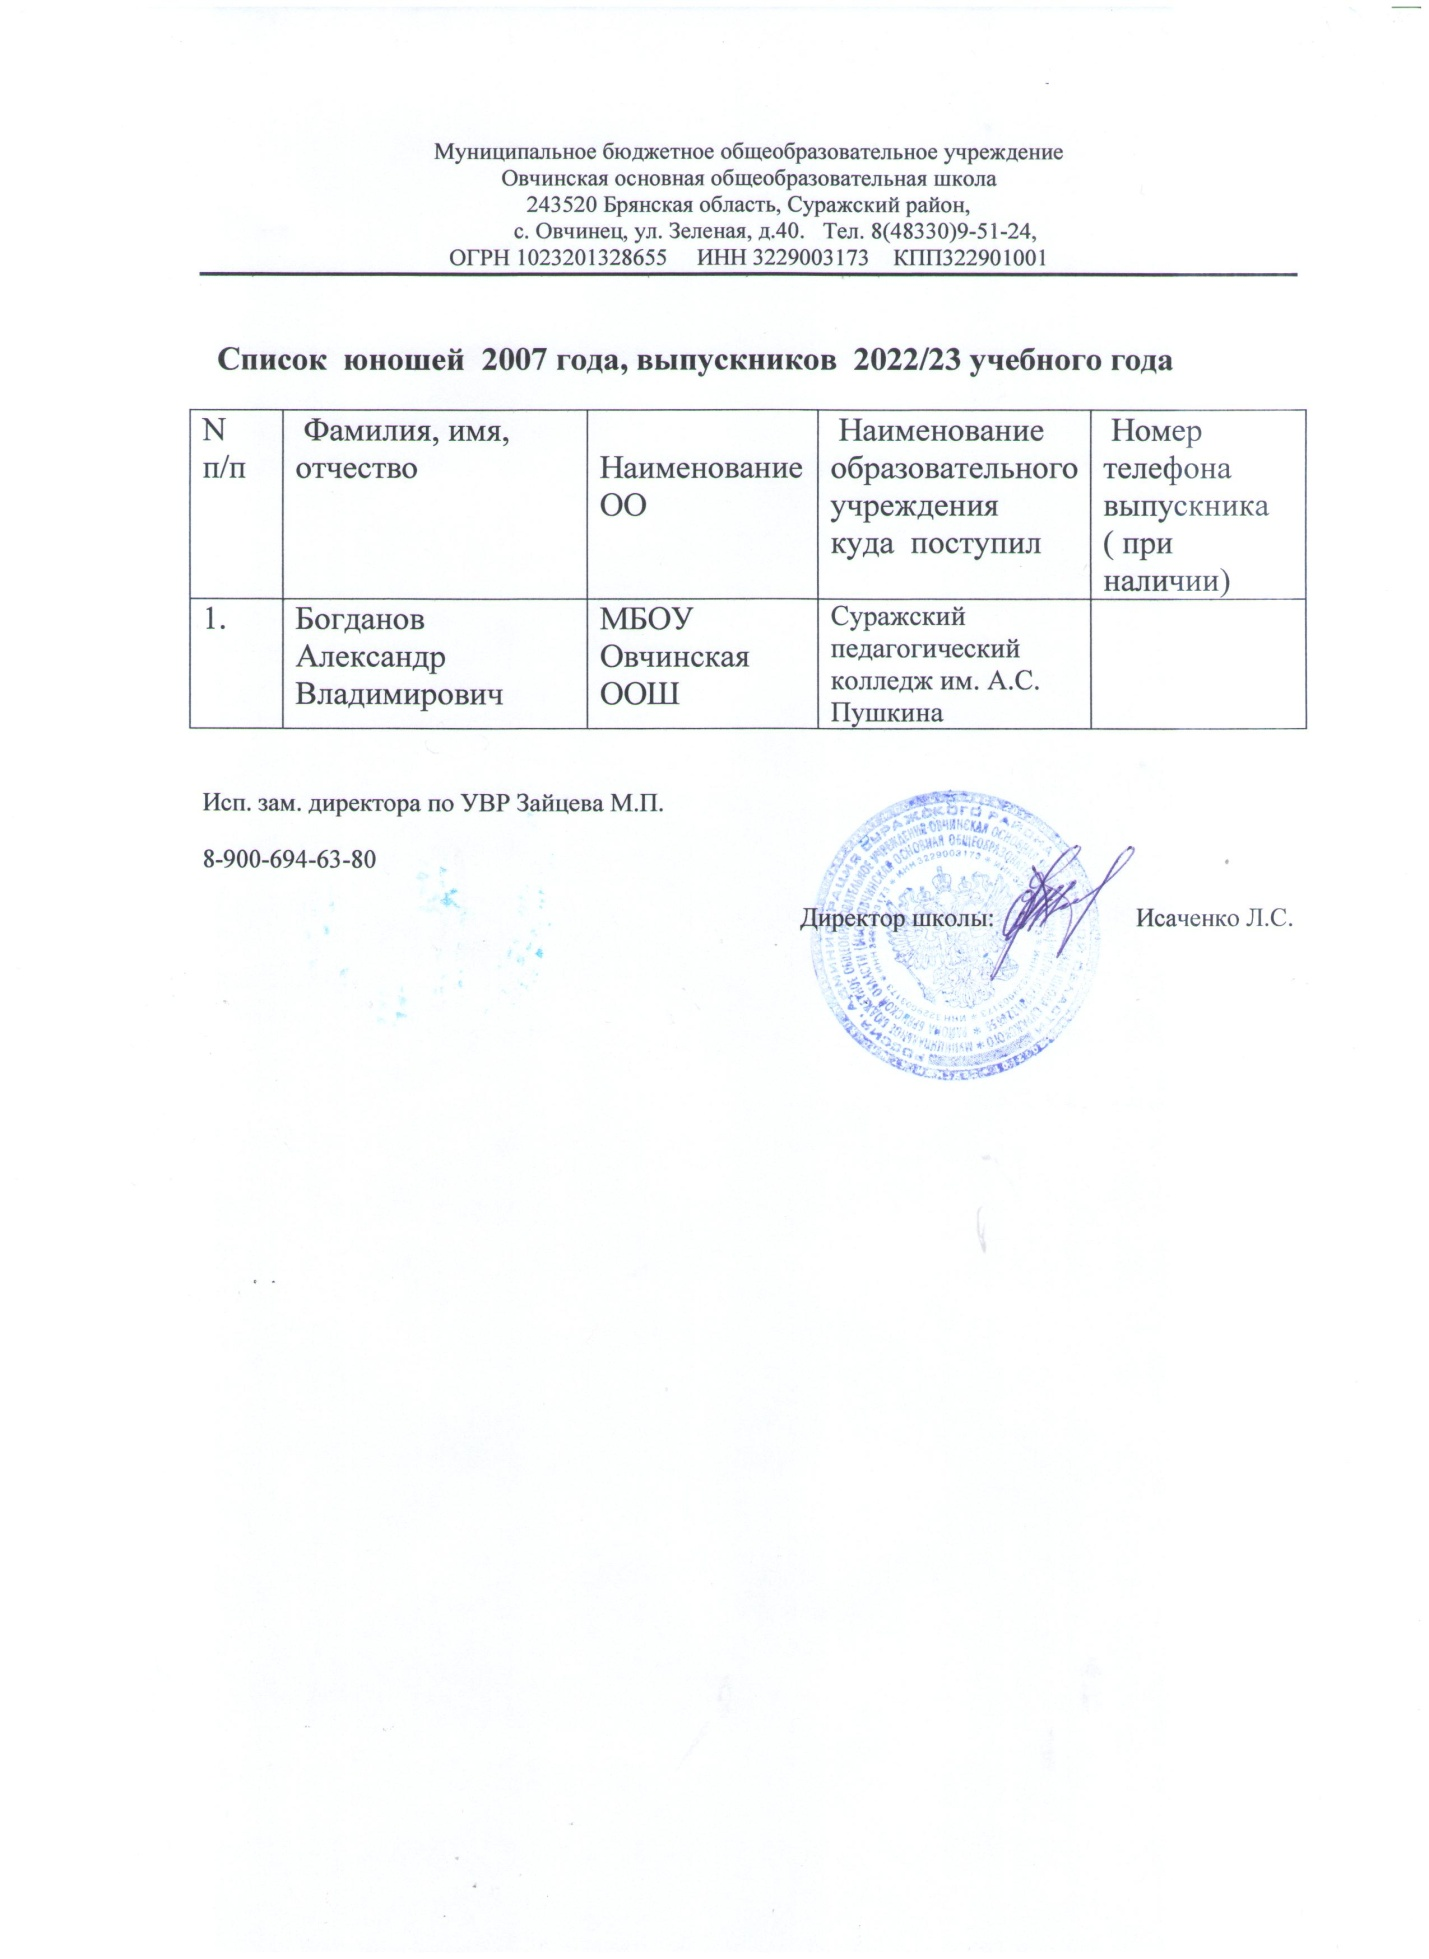 Муниципальное бюджетное общеобразовательное учреждение
Овчинская основная общеобразовательная школа
243520 Брянская область, Суражский район,
с. Овчинец, ул. Зеленая, д.40. Тел. 8(48330)9-51-24,
ОГРН 1023201328655 ИНН 3229003173 КПП322901001
Список юношей 2007 года, выпускников 2022/23 учебного года
N
п/п
Фамилия, имя,
отчество
Наименование
ОО
Наименование
образовательного
учреждения
куда поступил
Номер
телефона
выпускника
( при
наличии)
1.
Богданов
Александр
Владимирович
МБОУ
Овчинская
ООШ
Суражский
педагогический
колледж им. А.С.
Пушкина
Исп. зам. директора по УВР Зайцева М.П.
8-900-694-63-80
Директор школы:
Исаченко Л.С.